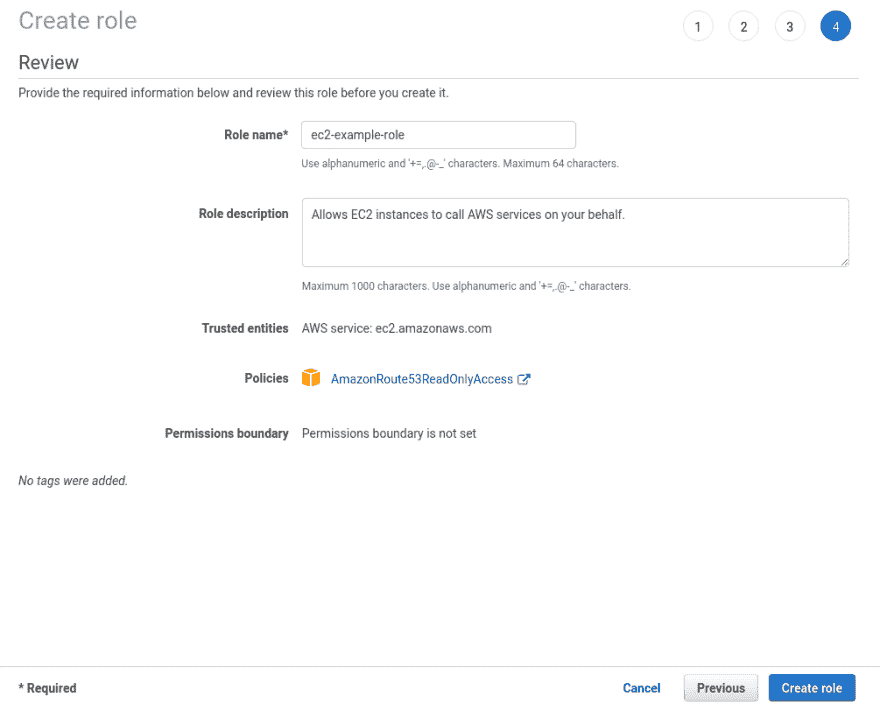 Create role
1 2 3 4
Review
Provide the required information below and review this role before you create it.
Role name* ec2-example-role
Use alphanumeric and '+=,.@-_' characters. Maximum 64 characters.
Role description Allows EC2 instances to call AWS services on your behalf.
Maximum 1000 characters. Use alphanumeric and '+=,.@-_' characters.
Trusted entities AWS service: ec2.amazonaws.com
Policies AmazonRoute53ReadOnlyAccess
Permissions boundary Permissions boundary is not set
No tags were added.
* Required Cancel Previous Create role